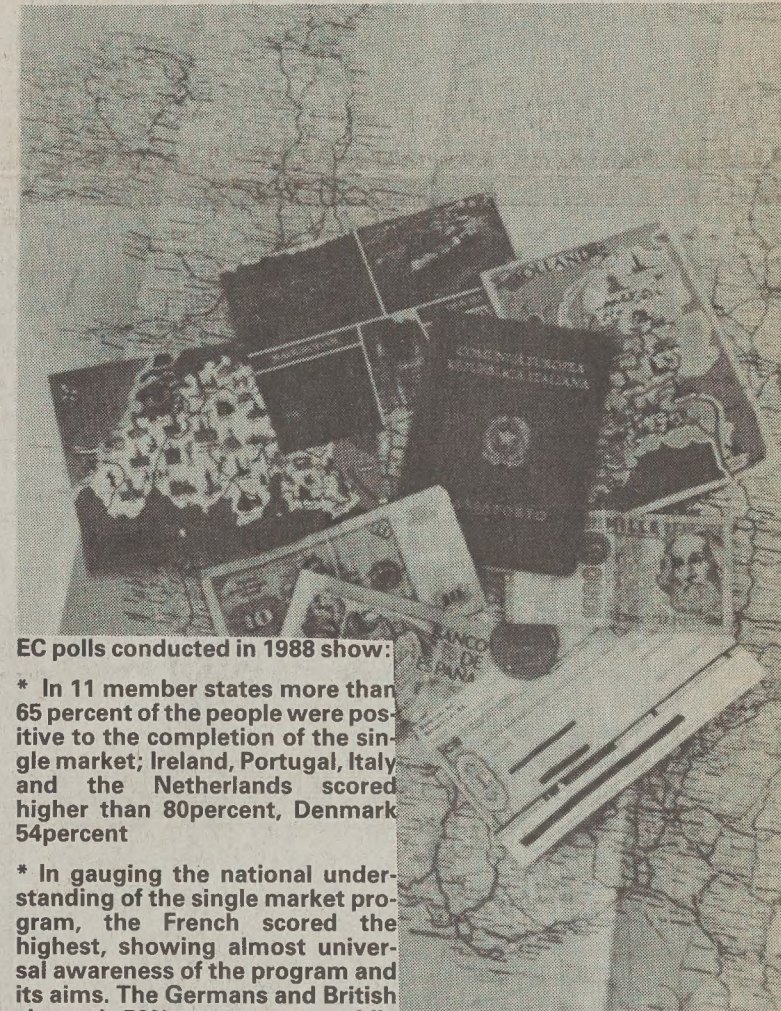 HOLLAND
COMUNITÀ EUROPEA
REPUBBLICA ITALIANA
PASSAPORTO
MILLE
10
BANCO
DE
ESPAÑA
EC polls conducted in 1988 show:
* In 11 member states more than
65 percent of the people were pos-
itive to the completion of the sin-
gle market; Ireland, Portugal, Italy
and the Netherlands scored
higher than 80percent, Denmark
54percent
* In gauging the national under-
standing of the single market pro-
gram, the French scored the
highest, showing almost univer-
sal awareness of the program and
its aims. The Germans and British